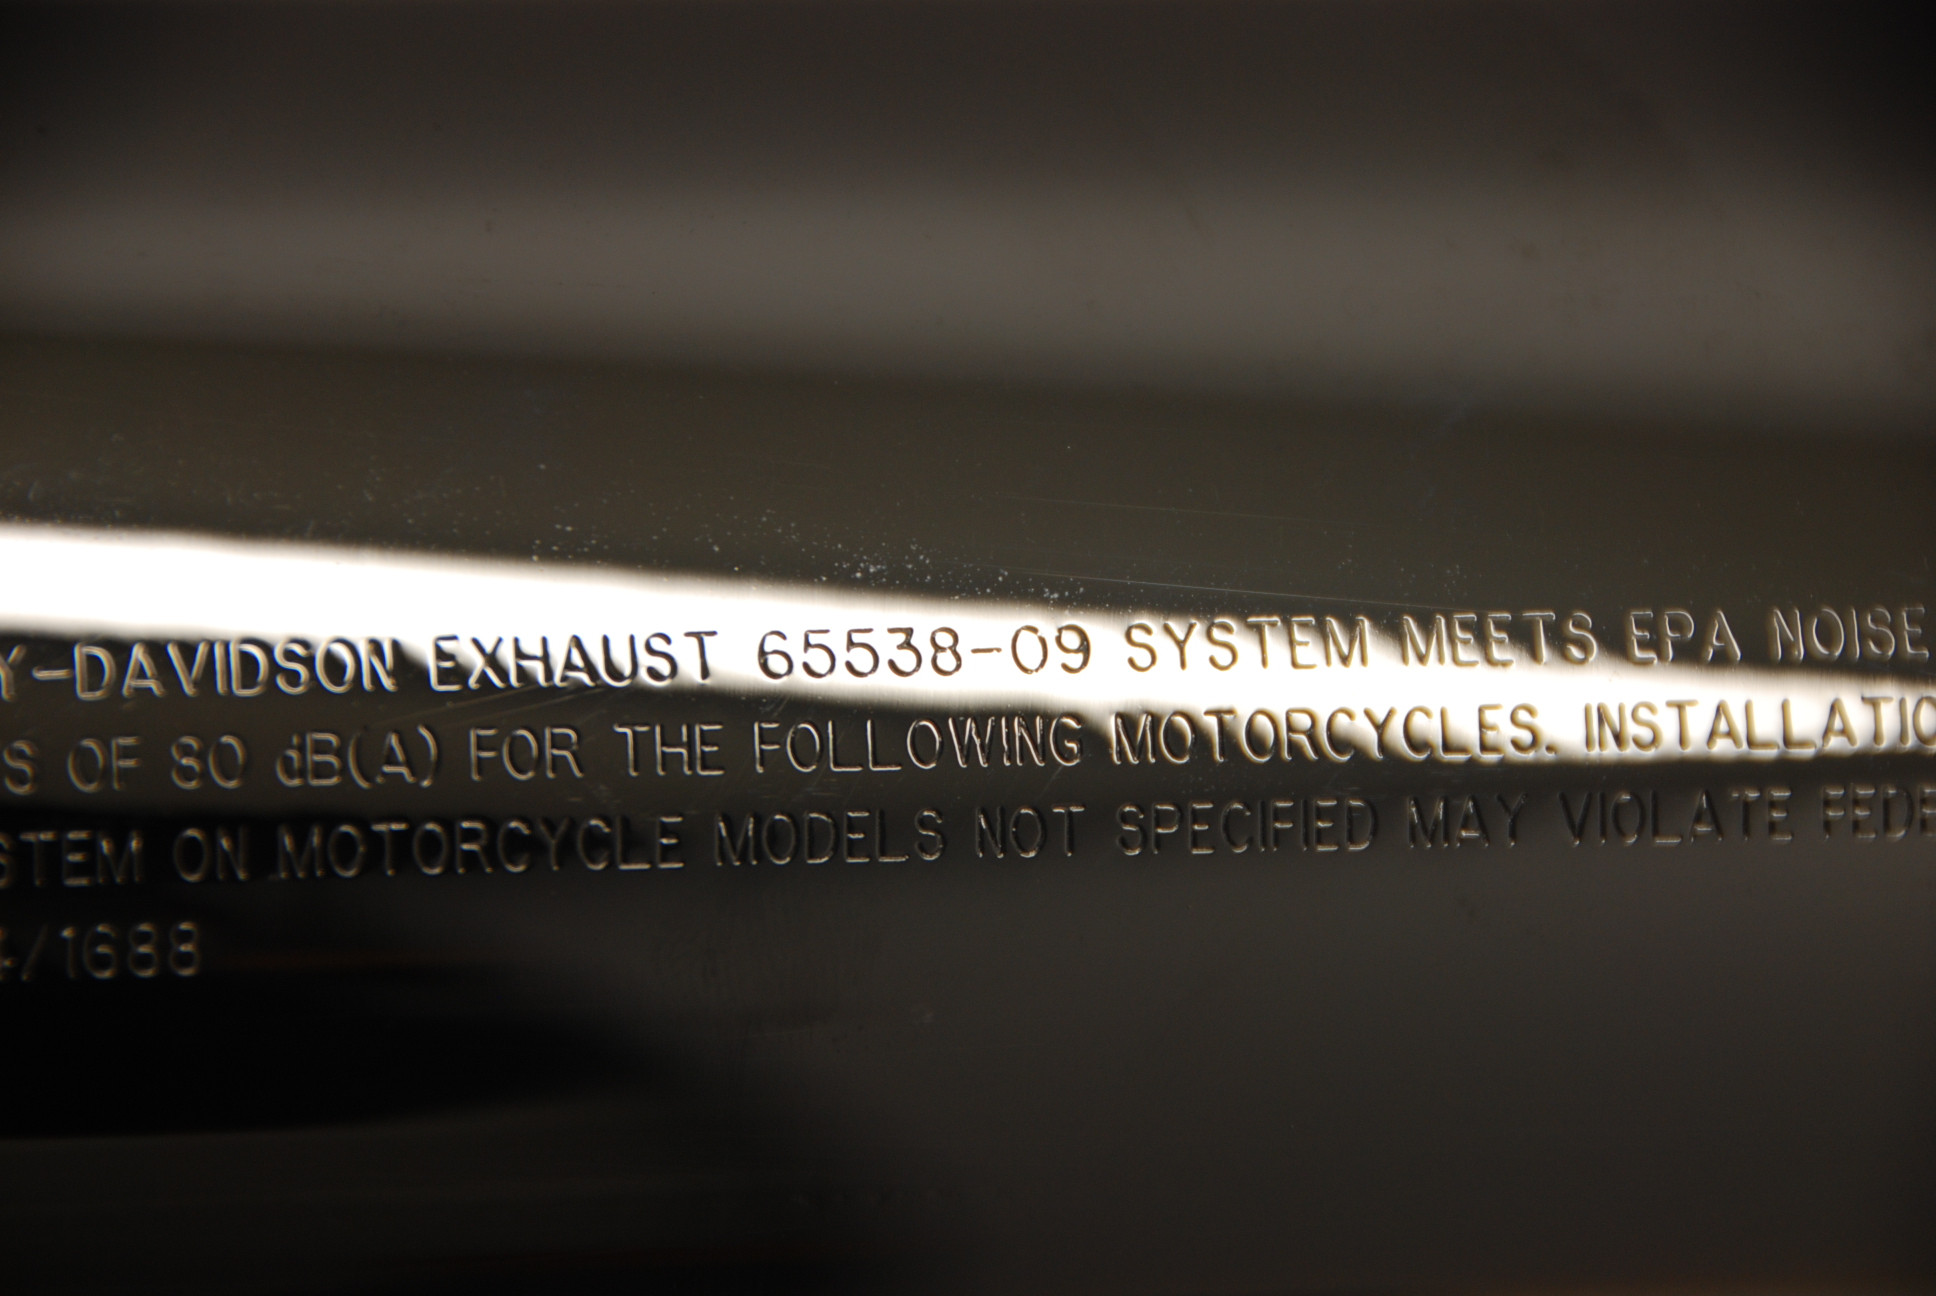 Y-DAVIDSON EXHAUST 65538-09 SYSTEM MEETS EPA NOISE
S OF 80 dB(A) FOR THE FOLLOWING MOTORCYCLES. INSTALLATIO
STEM ON MOTORCYCLE MODELS NOT SPECIFIED MAY VIOLATE FEDE
4/1688